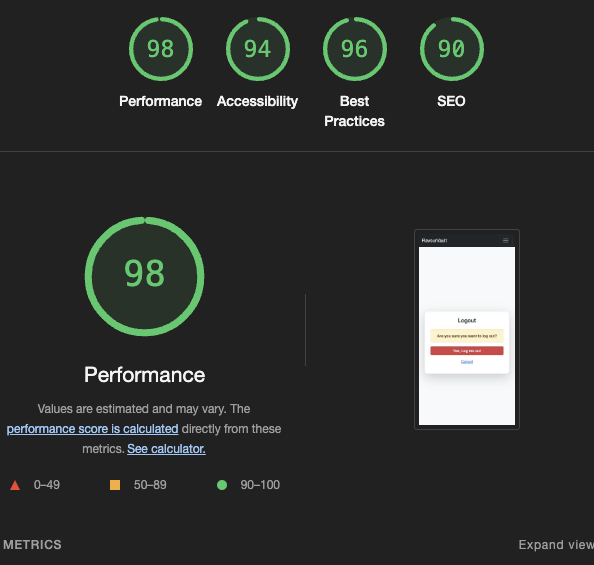 98
94
96
90
Performance
Accessibility
Best
Practices
SEO
98
Performance
Values are estimated and may vary. The
performance score is calculated directly from these
metrics. See calculator.
0–49
50–89
90–100
Logout
Are you sure you want to log out?
Yes, Log me out
Cancel
METRICS
Expand view